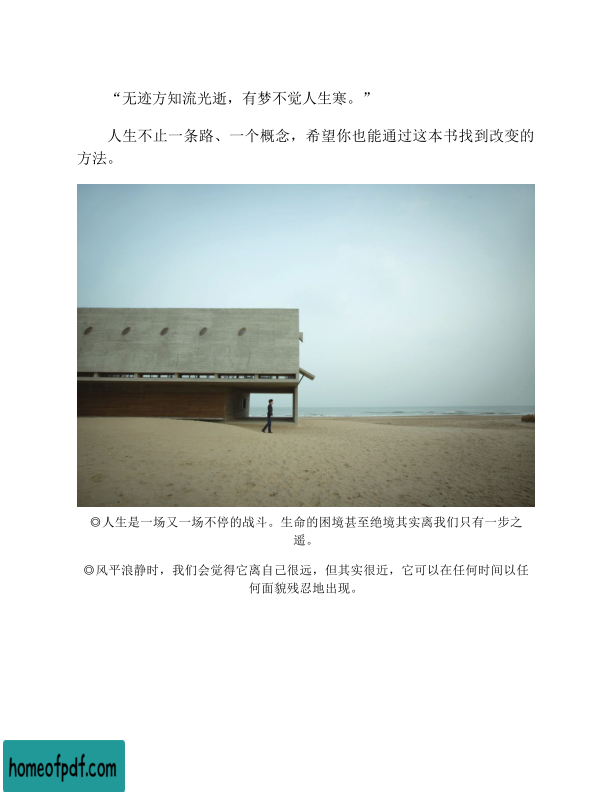 “无迹方知流光逝，有梦不觉人生寒。”
人生不止一条路、一个概念，希望你也能通过这本书找到改变的
方法。
◎人生是一场又一场不停的战斗。生命的困境甚至绝境其实离我们只有一步之
遥。
◎风平浪静时，我们会觉得它离自己很远，但其实很近，它可以在任何时间以任
何面貌残忍地出现。
homeofpdf.com